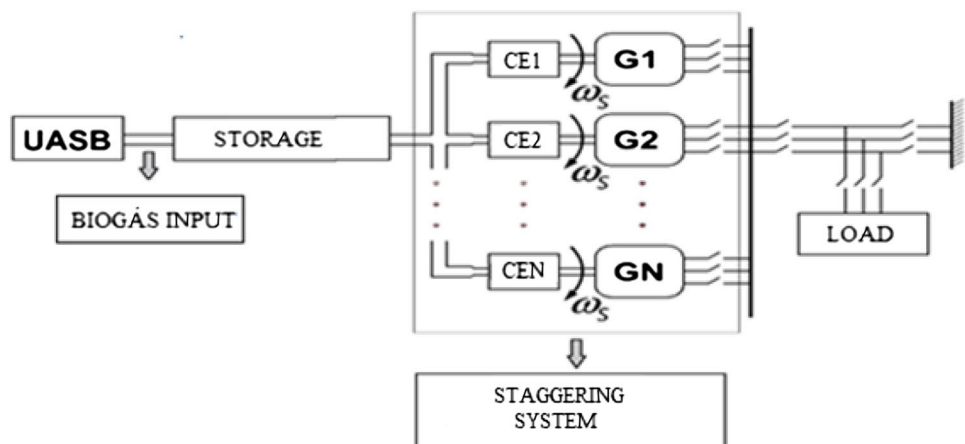 CE1
G1
ωs
UASB
STORAGE
CE2
G2
ωs
BIOGÁS INPUT
LOAD
CEN
GN
ωs
STAGGERING
SYSTEM